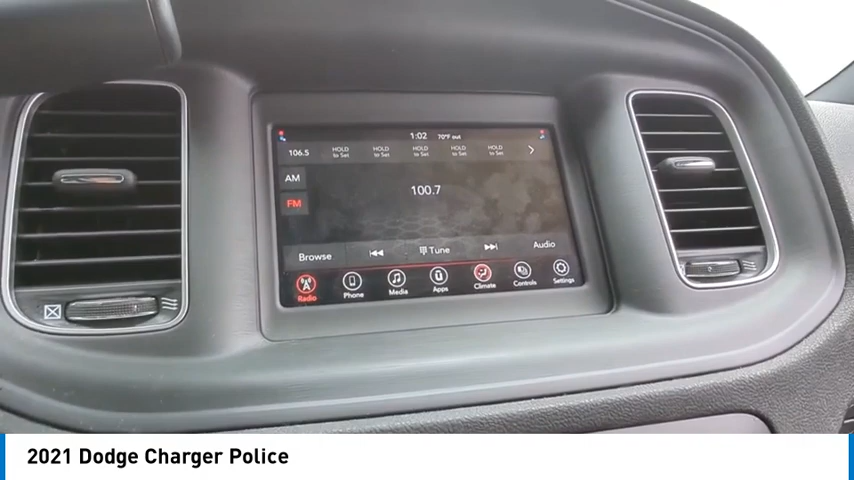 1:02 70°F out
106.5 HOLD to Set HOLD to Set HOLD to Set HOLD to Set HOLD to Set
AM
100.7
FM
Browse Tune Audio
Radio Phone Media Apps Climate Controls Settings
2021 Dodge Charger Police